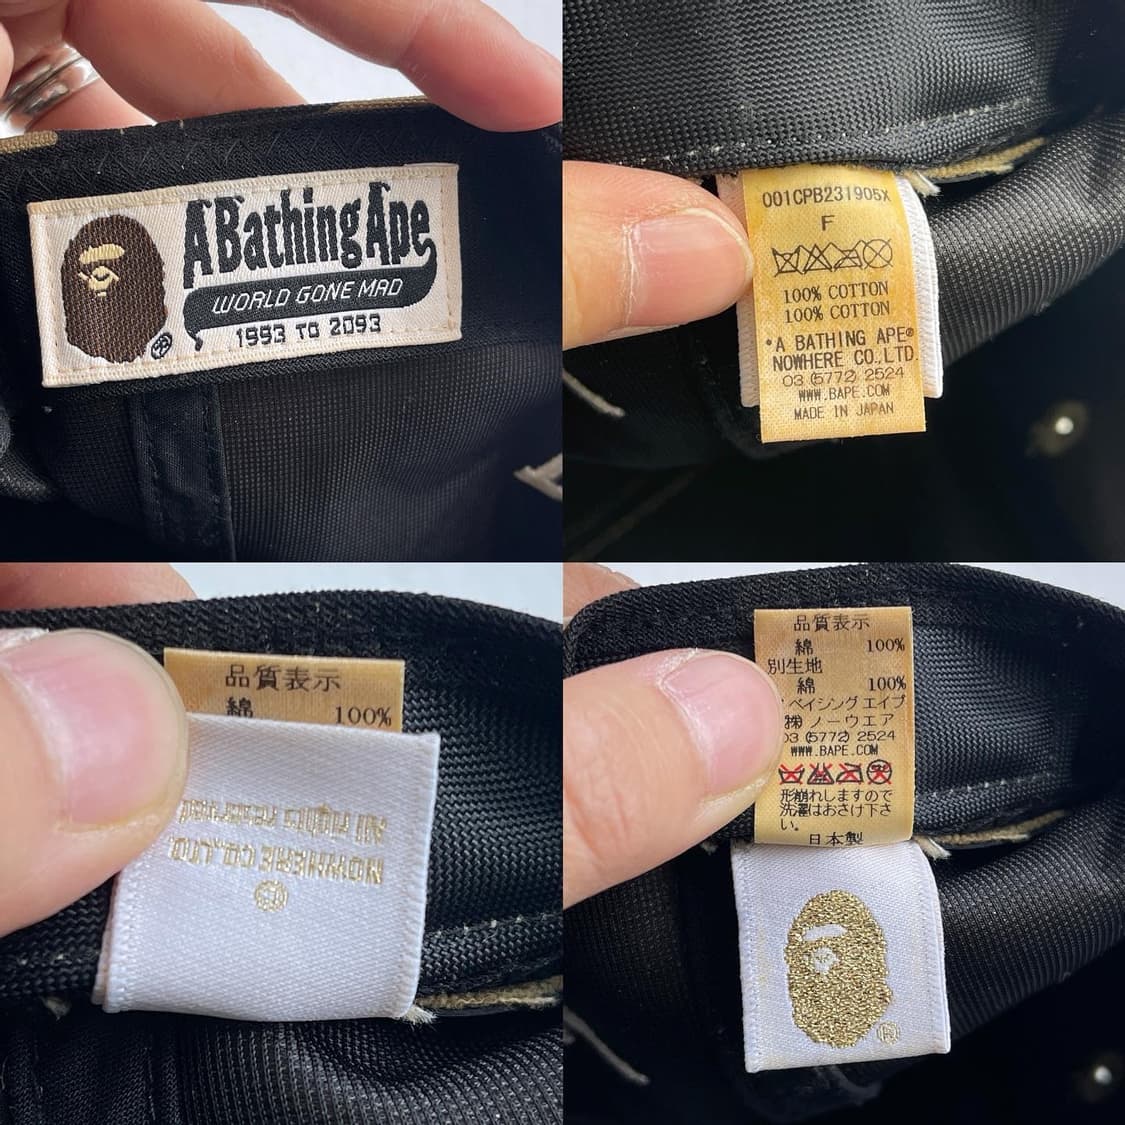 A Bathing Ape
WORLD GONE MAD
1993 TO 2093
®
001CPB231905X
F
100% COTTON
100% COTTON
*A BATHING APE®
NOWHERE CO.,LTD.
03 (5772) 2524
WWW.BAPE.COM
MADE IN JAPAN
品質表示
綿 100%
©
NOWHERE CO.,LTD.
All rights reserved
品質表示
綿 100%
別生地
綿 100%
ベイジング エイプ
㈱ ノーウエア
03 (5772) 2524
WWW.BAPE.COM
形崩れしますので
洗濯はおさけ下さ
い。
日本製
®